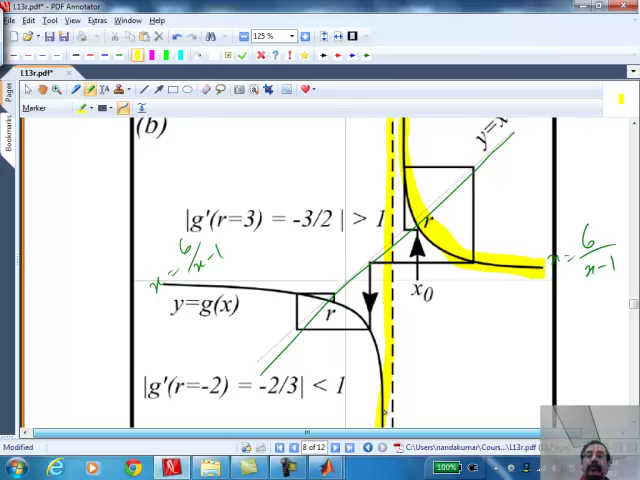 L13r.pdf* - PDF Annotator
File Edit Tool View Extras Window Help
125 %
L13r.pdf*
Marker
Pages
Bookmarks
(b)
y=x
|g'(r=3) = -3/2 | > 1
r
x = 6/x-1
x = 6/x-1
x0
y=g(x)
r
|g'(r=-2) = -2/3| < 1
Modified
8 of 12
C:\Users\nandakumar\Cours...\L13r.pdf
100%